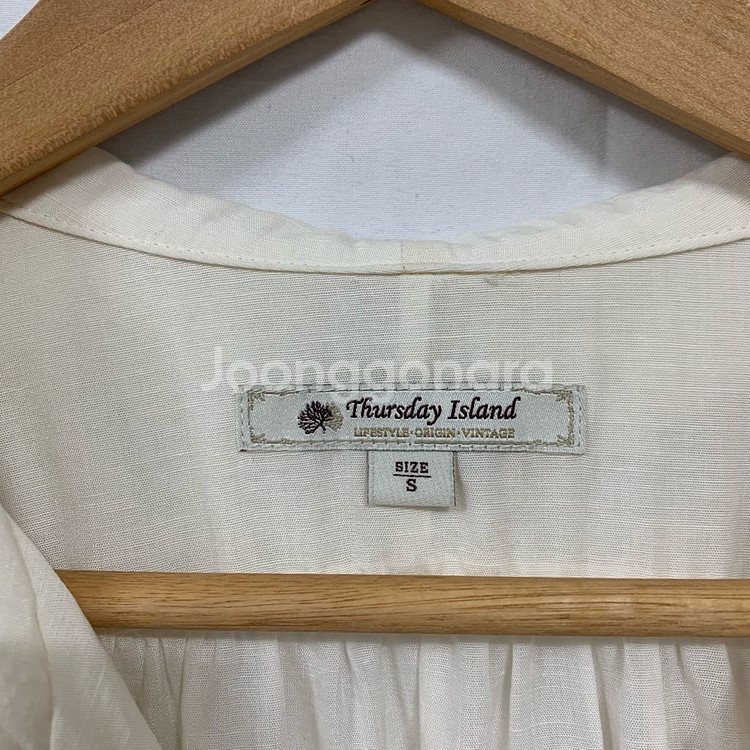 Joonggonara
Thursday Island
LIFESTYLE·ORIGIN·VINTAGE
SIZE
S